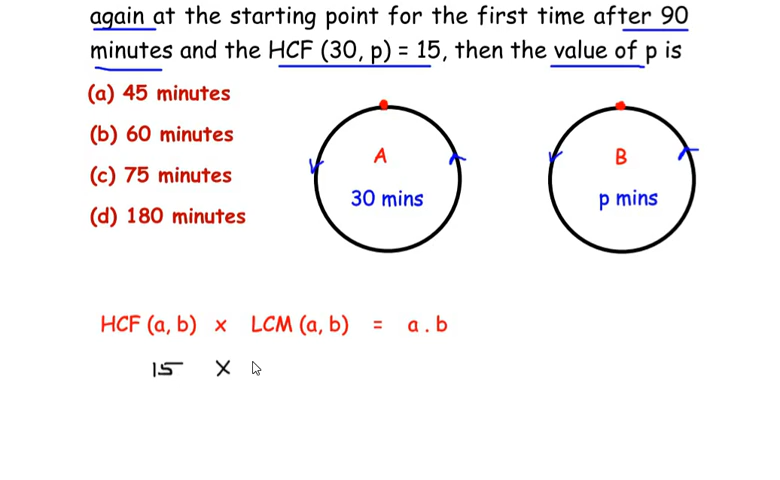 again at the starting point for the first time after 90
minutes and the HCF (30, p) = 15, then the value of p is
(a) 45 minutes
(b) 60 minutes
(c) 75 minutes
(d) 180 minutes
A
30 mins
B
p mins
HCF (a, b) x LCM (a, b) = a . b
15 X